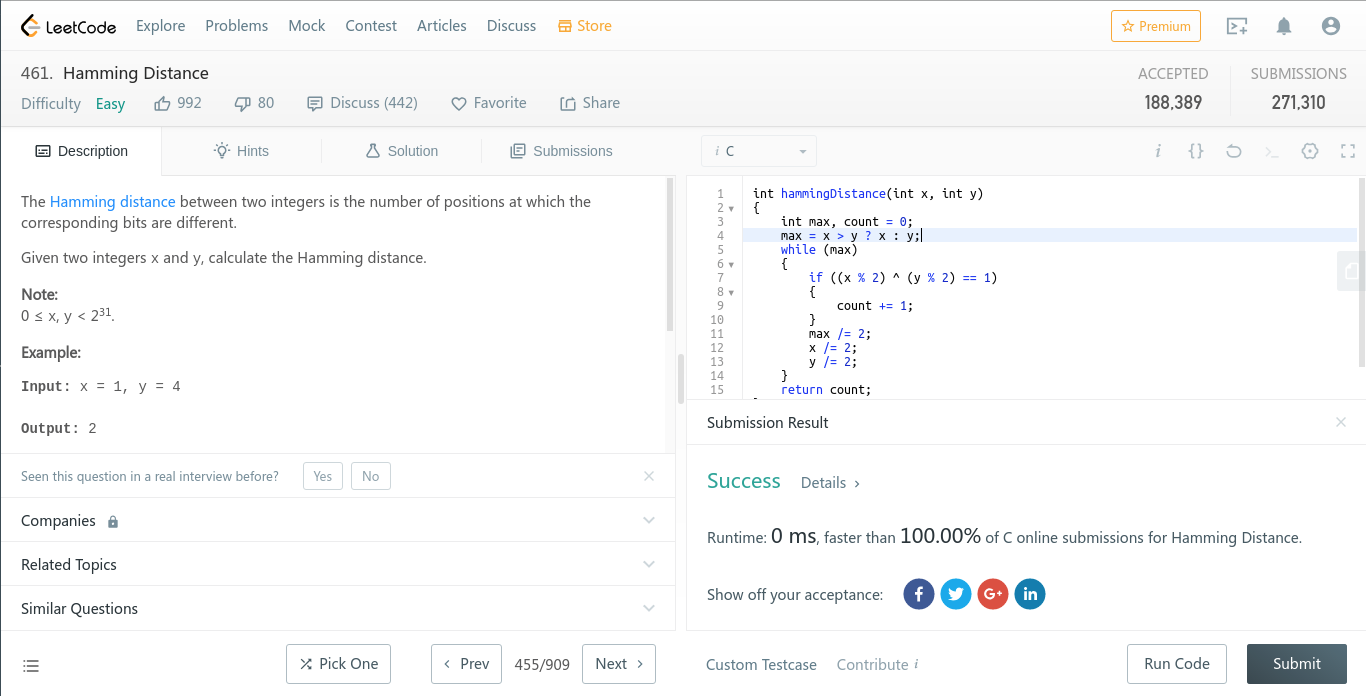 LeetCode Explore Problems Mock Contest Articles Discuss Store Premium
461. Hamming Distance
ACCEPTED SUBMISSIONS
Difficulty Easy 992 80 Discuss (442) Favorite Share
188,389 271,310
Description Hints Solution Submissions
i C
i {}
The Hamming distance between two integers is the number of positions at which the
corresponding bits are different.
Given two integers x and y, calculate the Hamming distance.
Note:
0 ≤ x, y < 2³¹.
Example:
Input: x = 1, y = 4
Output: 2
Seen this question in a real interview before? Yes No
Companies
Related Topics
Similar Questions
Pick One Prev 455/909 Next
1 int hammingDistance(int x, int y)
2 {
3     int max, count = 0;
4     max = x > y ? x : y;
5     while (max)
6     {
7         if ((x % 2) ^ (y % 2) == 1)
8         {
9             count += 1;
10         }
11         max /= 2;
12         x /= 2;
13         y /= 2;
14     }
15     return count;
Submission Result
Success Details ›
Runtime: 0 ms, faster than 100.00% of C online submissions for Hamming Distance.
Show off your acceptance: f G+ in
Custom Testcase Contribute i Run Code Submit